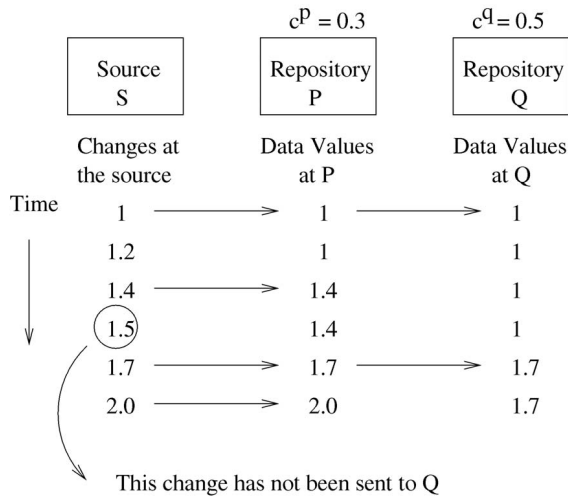 c^p = 0.3 c^q = 0.5
Source Repository Repository
S P Q
Changes at Data Values Data Values
the source at P at Q
Time
1 1 1
1.2 1 1
1.4 1.4 1
1.5 1.4 1
1.7 1.7 1.7
2.0 2.0 1.7
This change has not been sent to Q